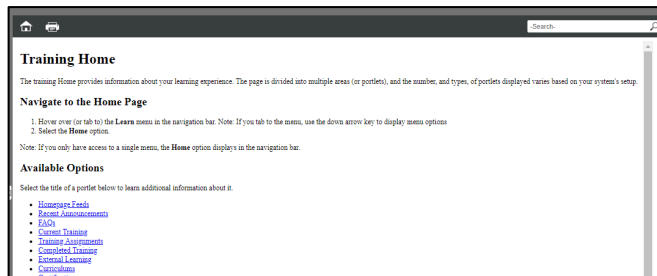 -Search-
Training Home
The training Home provides information about your learning experience. The page is divided into multiple areas (or portlets), and the number, and types, of portlets displayed varies based on your system's setup.
Navigate to the Home Page
1. Hover over (or tab to) the Learn menu in the navigation bar. Note: If you tab to the menu, use the down arrow key to display menu options
2. Select the Home option.
Note: If you only have access to a single menu, the Home option displays in the navigation bar.
Available Options
Select the title of a portlet below to learn additional information about it.
Homepage Feeds
Recent Announcements
FAQs
Current Training
Training Assignments
Completed Training
External Learning
Curriculums